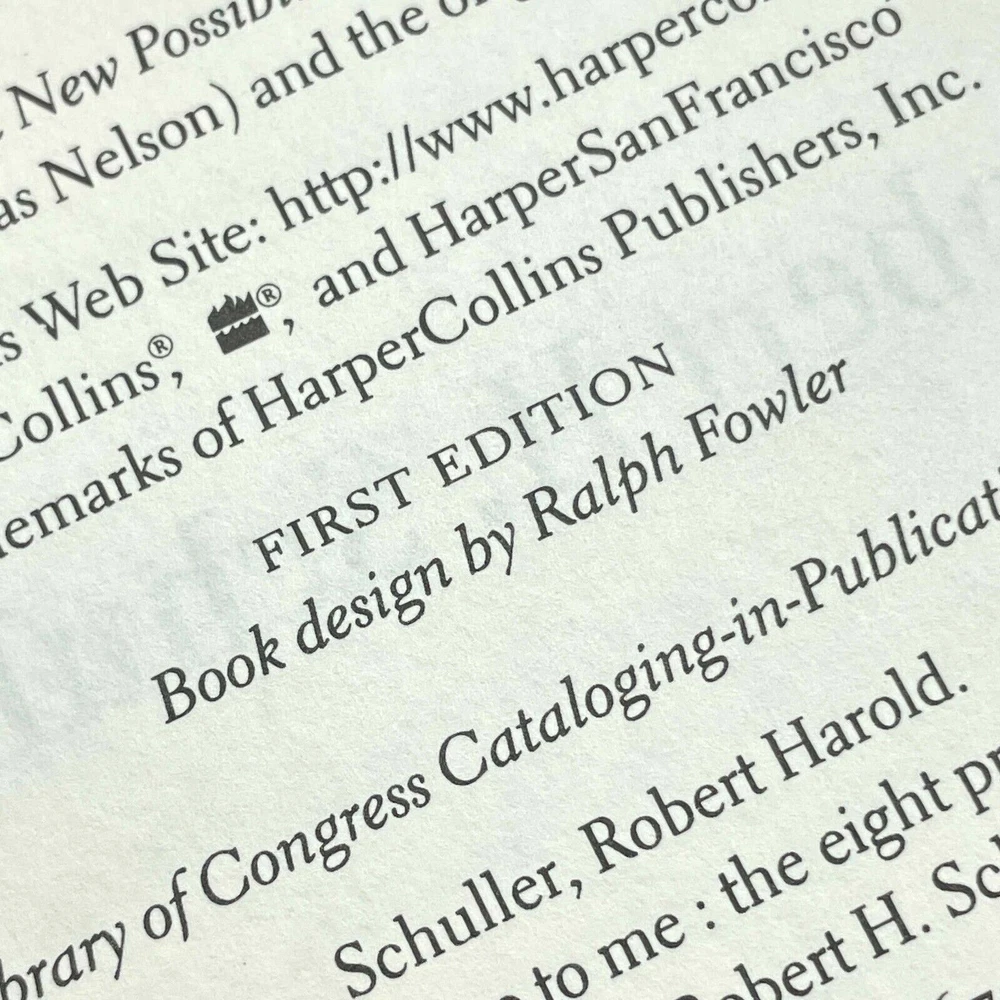 New Possibi
as Nelson) and the
s Web Site: http://www.harperco
Collins®, ®, and HarperSanFrancisco
emarks of HarperCollins Publishers, Inc.
FIRST EDITION
Book design by Ralph Fowler
brary of Congress Cataloging-in-Publicat
Schuller, Robert Harold.
to me : the eight pr
obert H. Sc